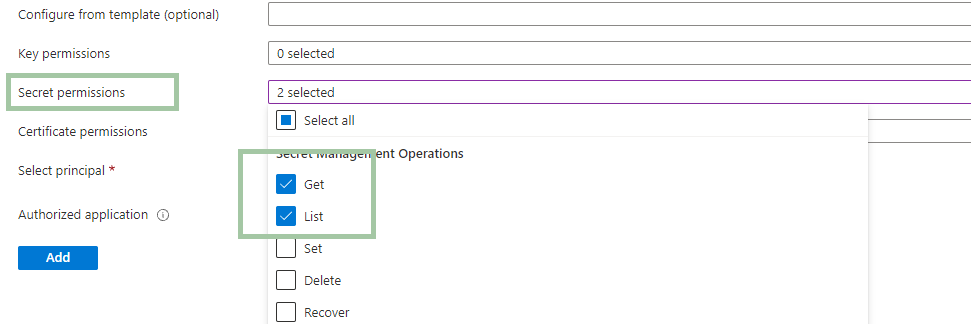 Configure from template (optional)
Key permissions
0 selected
Secret permissions
2 selected
Select all
Certificate permissions
Secret Management Operations
Select principal *
Get
Authorized application
List
Set
Add
Delete
Recover